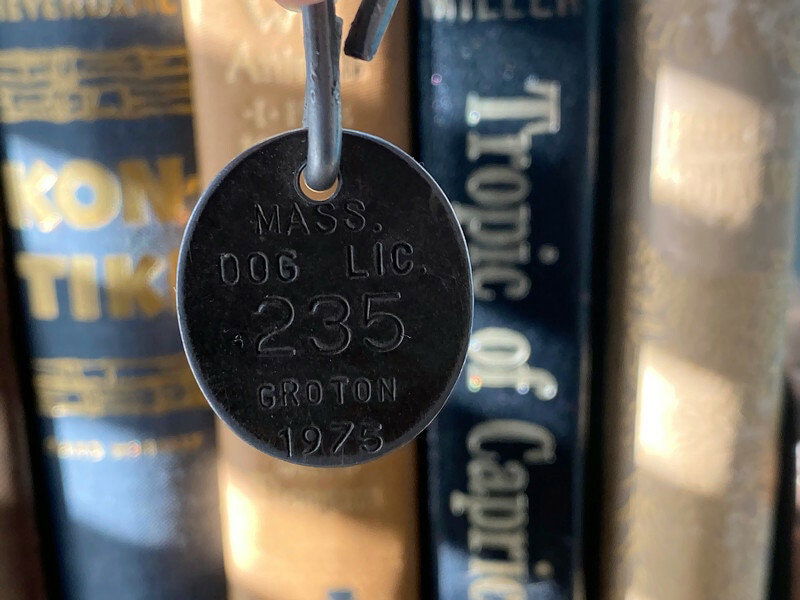 MASS.
DOG LIC.
235
GROTON
1975
KON-
TIKI
MILLER
Tropic of Capric